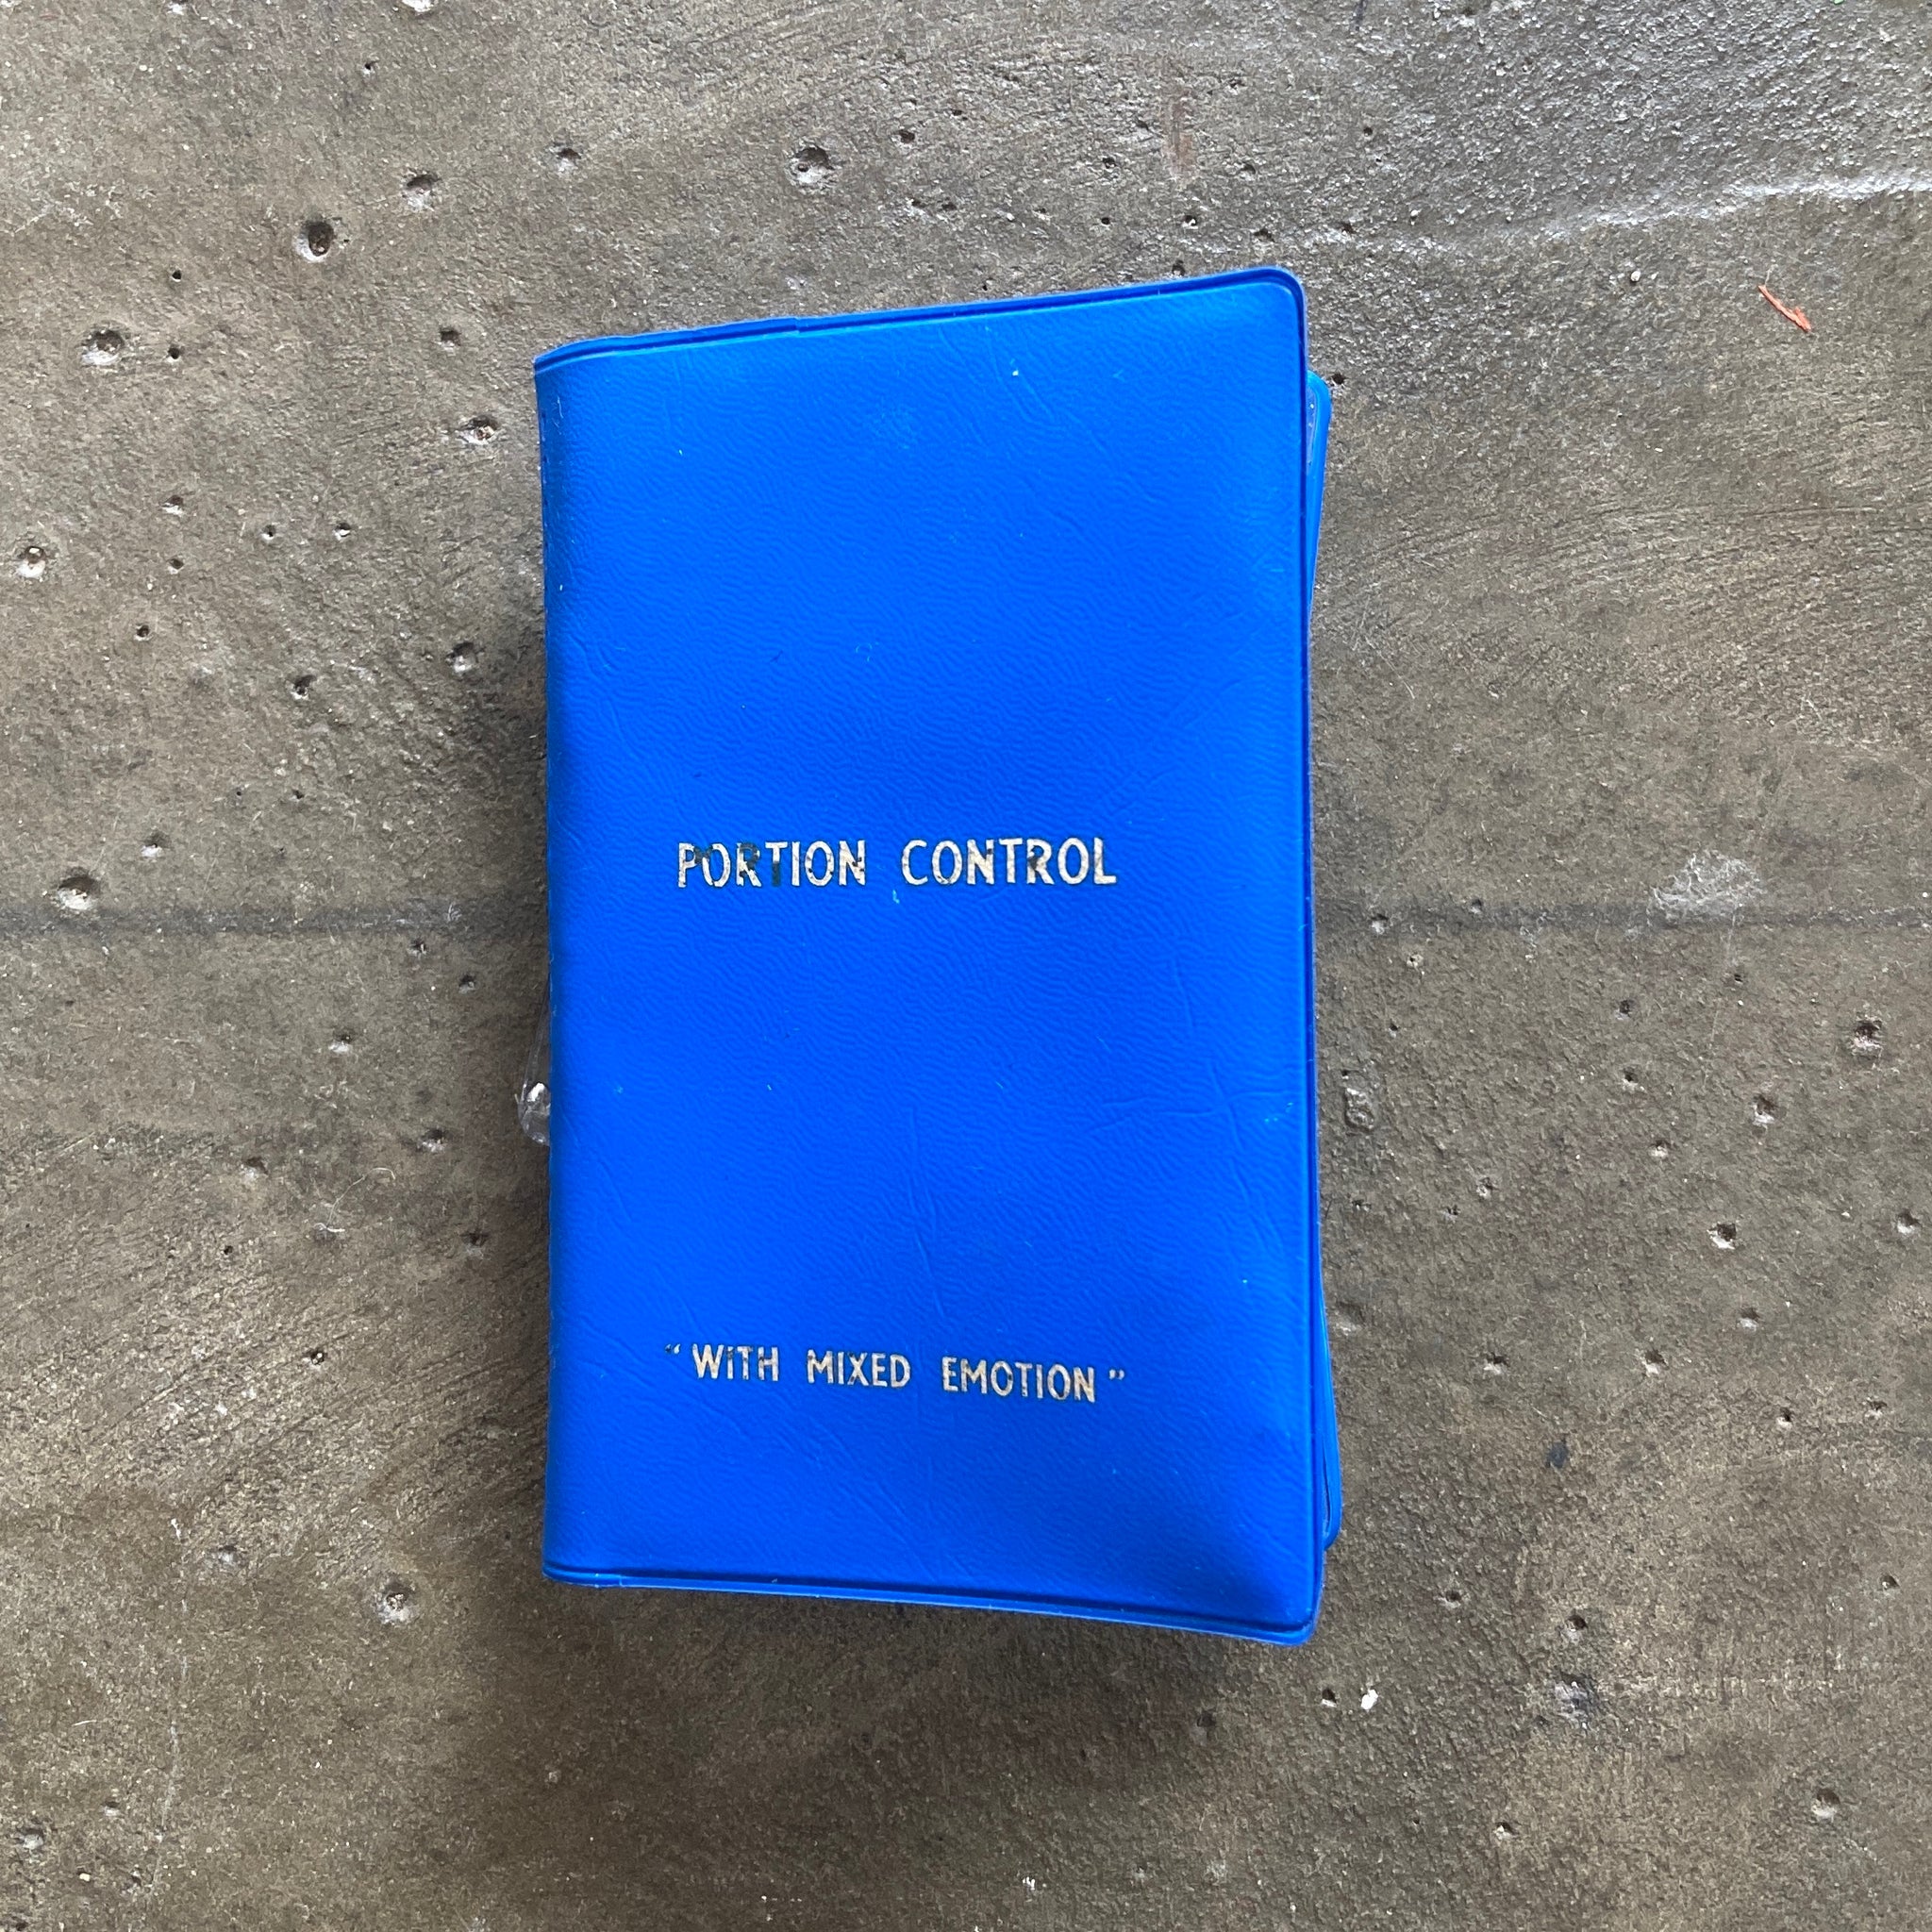 PORTION CONTROL
“WITH MIXED EMOTION”